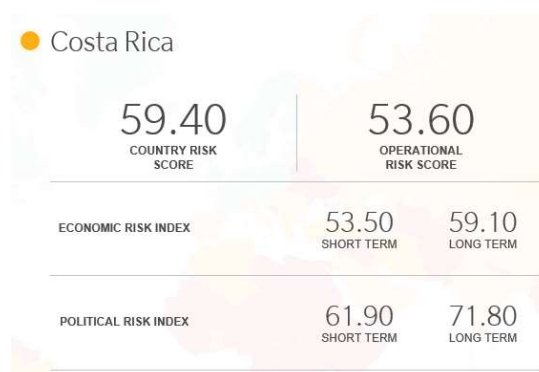 Costa Rica
59.40 53.60
COUNTRY RISK OPERATIONAL
SCORE RISK SCORE
ECONOMIC RISK INDEX 53.50 59.10
SHORT TERM LONG TERM
POLITICAL RISK INDEX 61.90 71.80
SHORT TERM LONG TERM